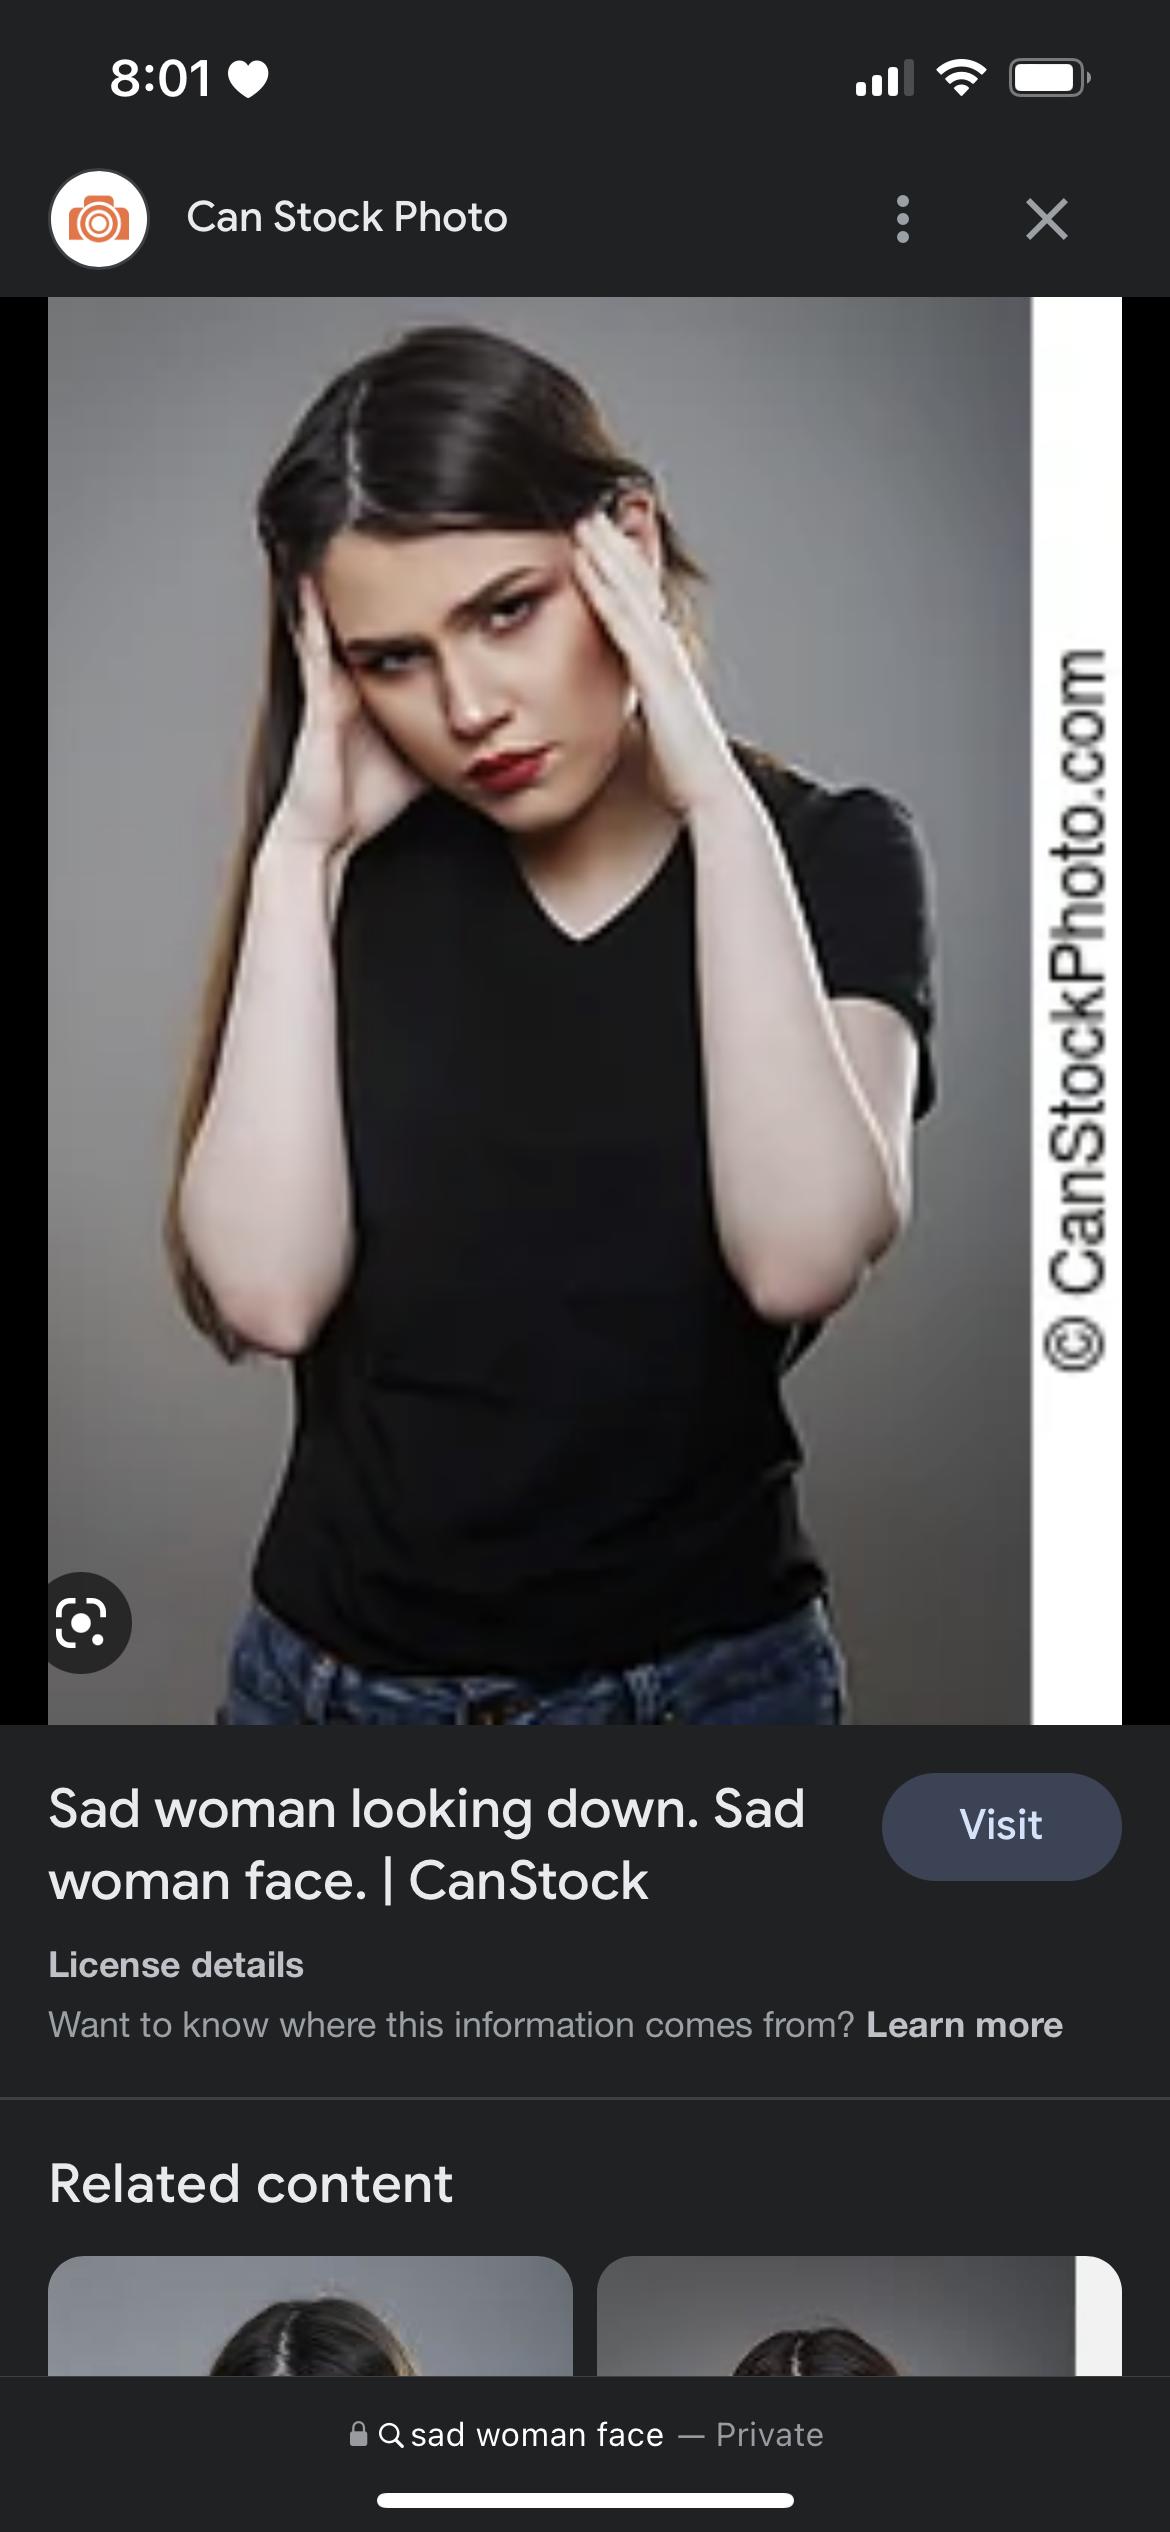 8:01
Can Stock Photo
© CanStockPhoto.com
Sad woman looking down. Sad
woman face. | CanStock
Visit
License details
Want to know where this information comes from? Learn more
Related content
sad woman face — Private